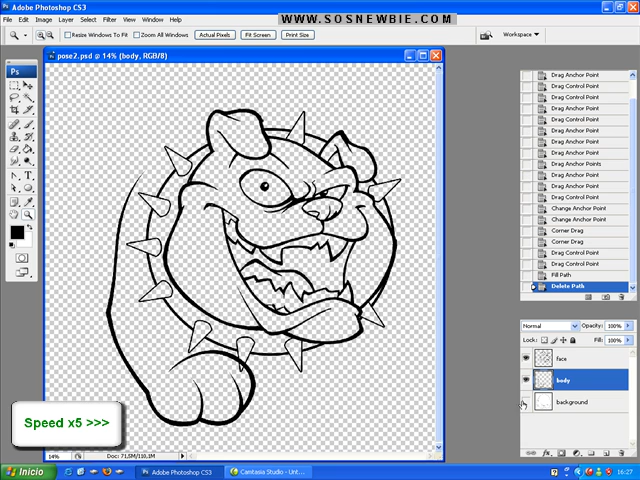 Adobe Photoshop CS3
WWW.SOSNEWBIE.COM
File Edit Image Layer Select Filter View Window Help
Resize Windows To Fit
Zoom All Windows
Actual Pixels
Fit Screen
Print Size
Workspace
Ps
pose2.psd @ 14% (body, RGB/8)
Drag Anchor Point
Drag Control Point
Drag Anchor Point
Drag Anchor Point
Drag Control Point
Drag Anchor Point
Drag Control Point
Drag Anchor Point
Drag Anchor Points
Drag Anchor Point
Drag Anchor Point
Drag Control Point
Change Anchor Point
Change Anchor Point
Corner Drag
Corner Drag
Drag Control Point
Drag Control Point
Fill Path
Delete Path
Normal
Opacity: 100%
Lock:
Fill: 100%
face
body
background
Speed x5 >>>
14%
Doc: 71,5M/110,1M
Inicio
Adobe Photoshop CS3
Camtasia Studio - Unt...
16:27